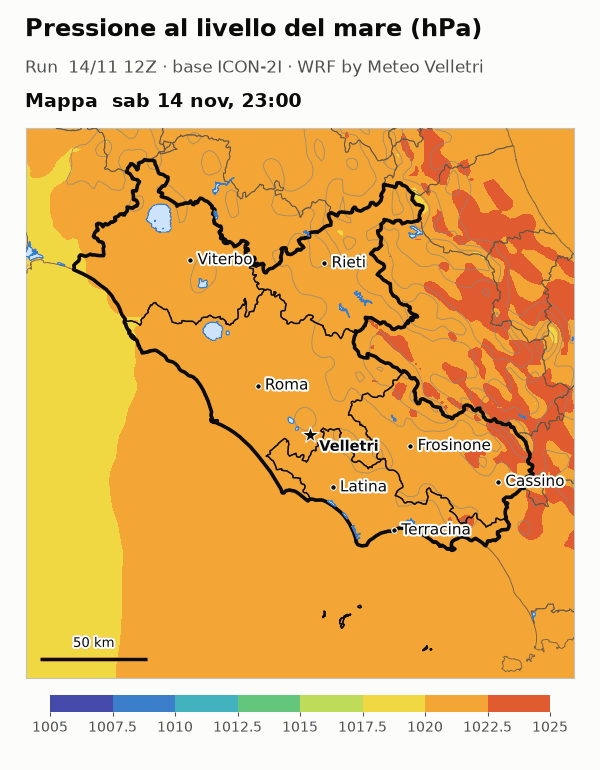 Pressione al livello del mare (hPa)
Run  14/11 12Z · base ICON-2I · WRF by Meteo Velletri
Mappa  sab 14 nov, 23:00
Viterbo
Rieti
Roma
Velletri
Frosinone
Cassino
Latina
Terracina
50 km
1005 1007.5 1010 1012.5 1015 1017.5 1020 1022.5 1025